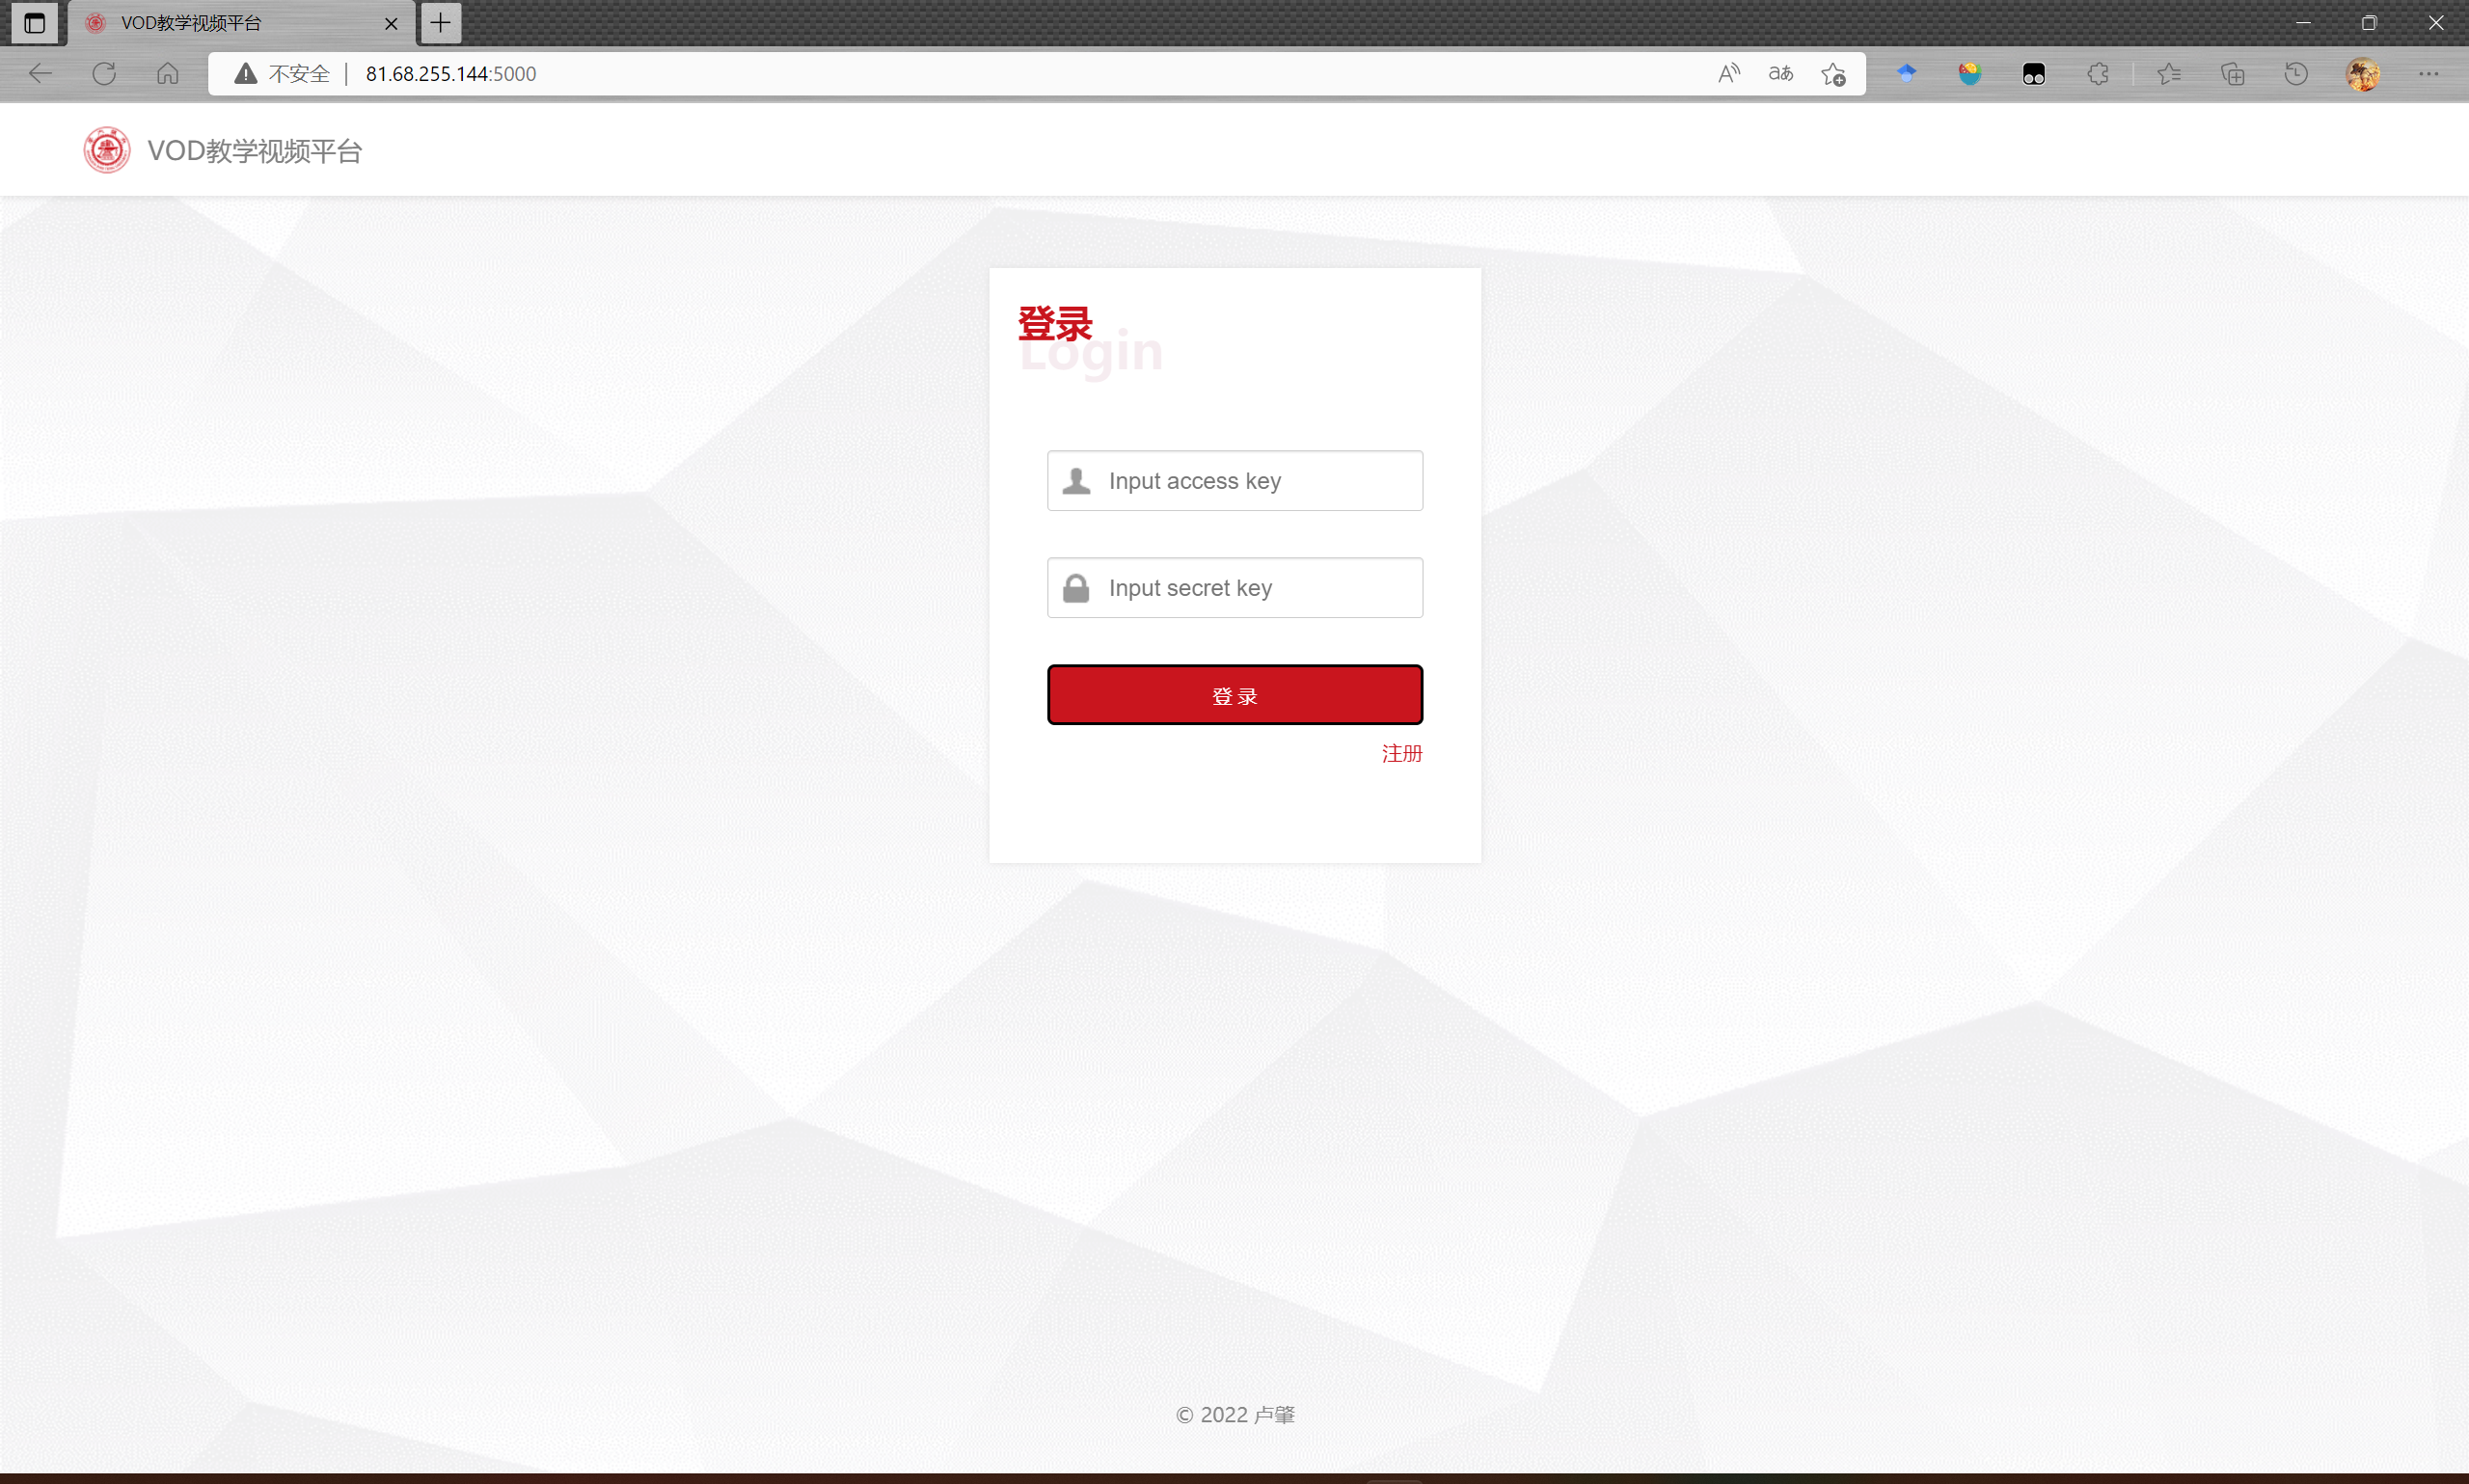 VOD教学视频平台
不安全 81.68.255.144:5000
VOD教学视频平台
登录
Login
Input access key
Input secret key
登 录
注册
© 2022 卢肇